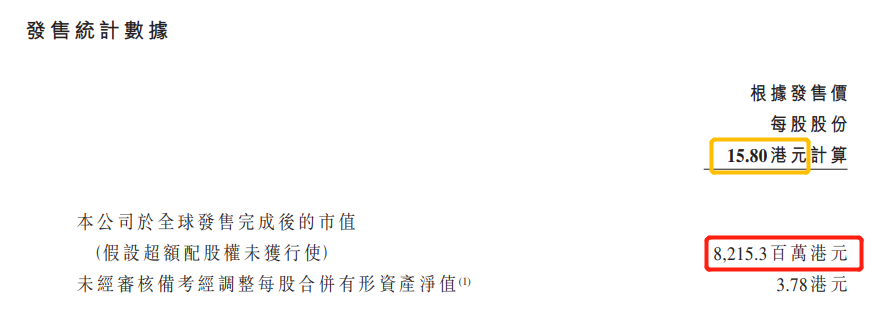 發售統計數據
根據發售價
每股股份
15.80港元計算
本公司於全球發售完成後的市值
(假設超額配股權未獲行使) 8,215.3百萬港元
未經審核備考經調整每股合併有形資產淨值(1) 3.78港元